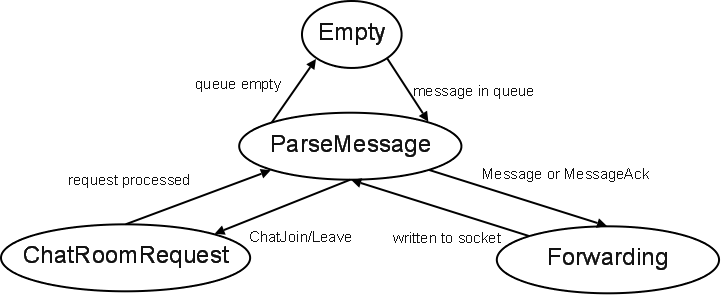 Empty
queue empty
message in queue
ParseMessage
request processed
Message or MessageAck
ChatJoin/Leave
written to socket
ChatRoomRequest
Forwarding